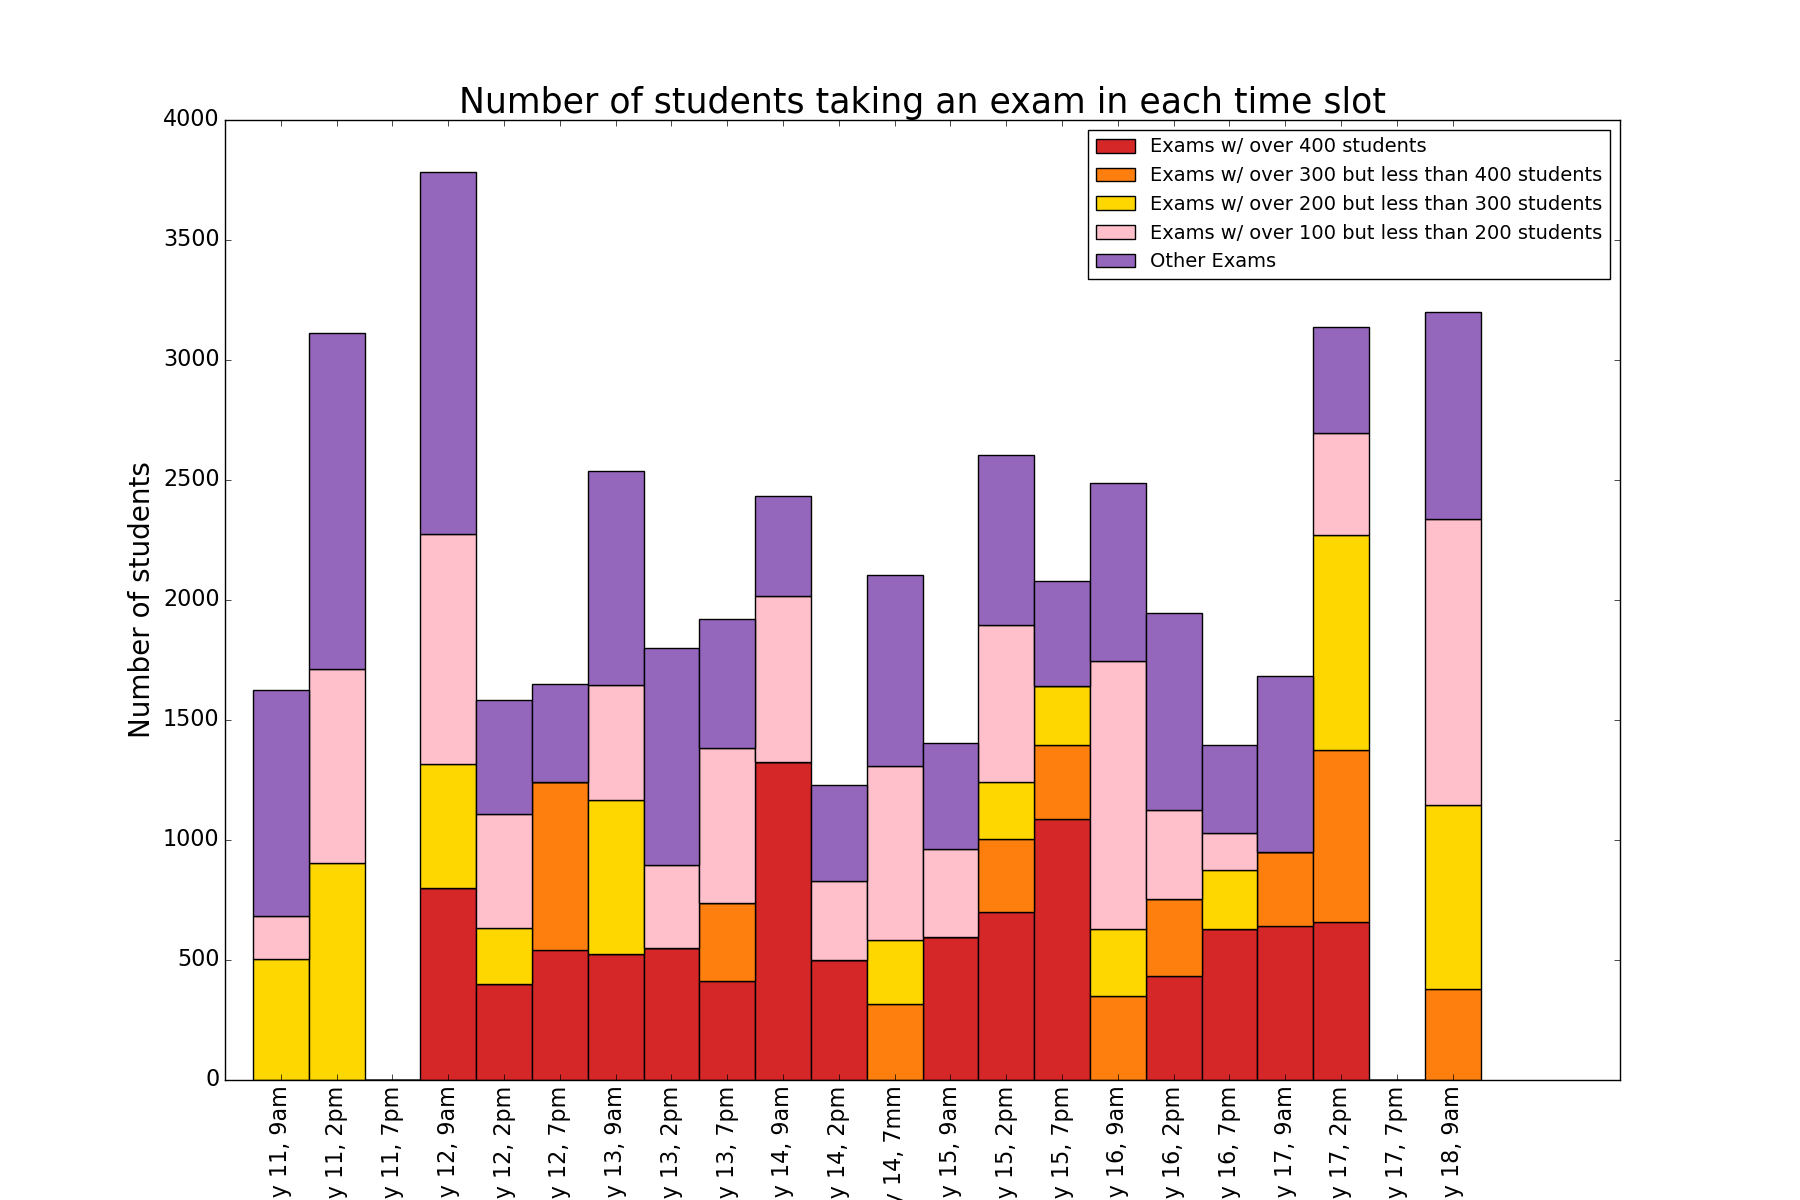 Number of students taking an exam in each time slot
Exams w/ over 400 students
Exams w/ over 300 but less than 400 students
Exams w/ over 200 but less than 300 students
Exams w/ over 100 but less than 200 students
Other Exams
Number of students
4000
3500
3000
2500
2000
1500
1000
500
0
y 11, 9am
y 11, 2pm
y 11, 7pm
y 12, 9am
y 12, 2pm
y 12, 7pm
y 13, 9am
y 13, 2pm
y 13, 7pm
y 14, 9am
y 14, 2pm
y 14, 7mm
y 15, 9am
y 15, 2pm
y 15, 7pm
y 16, 9am
y 16, 2pm
y 16, 7pm
y 17, 9am
y 17, 2pm
y 17, 7pm
y 18, 9am